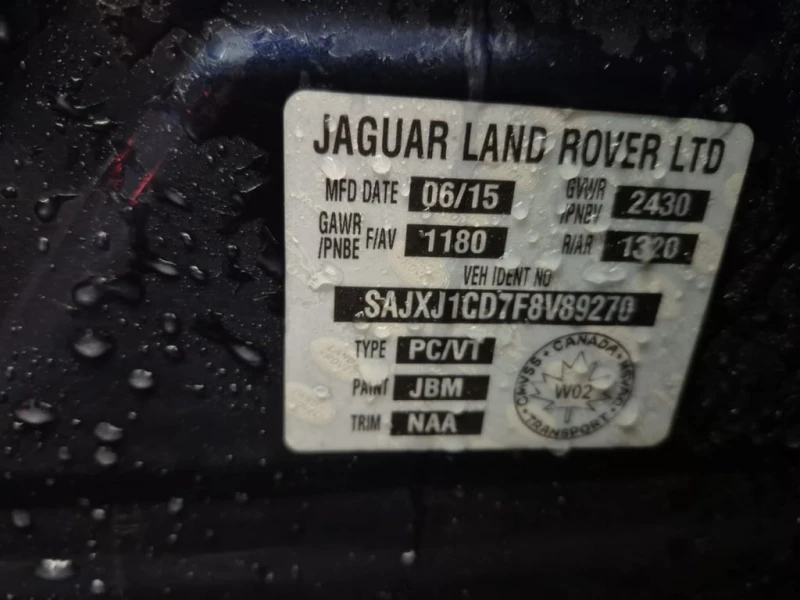 JAGUAR LAND ROVER LTD
MFD DATE 06/15 GVWR /PNBV 2430
GAWR /PNBE F/AV 1180 R/AR 1320
VEH IDENT NO
SAJXJ1CD7F8V89270
TYPE PC/VT
PAINT JBM
TRIM NAA
CANADA
TRANSPORT
W02